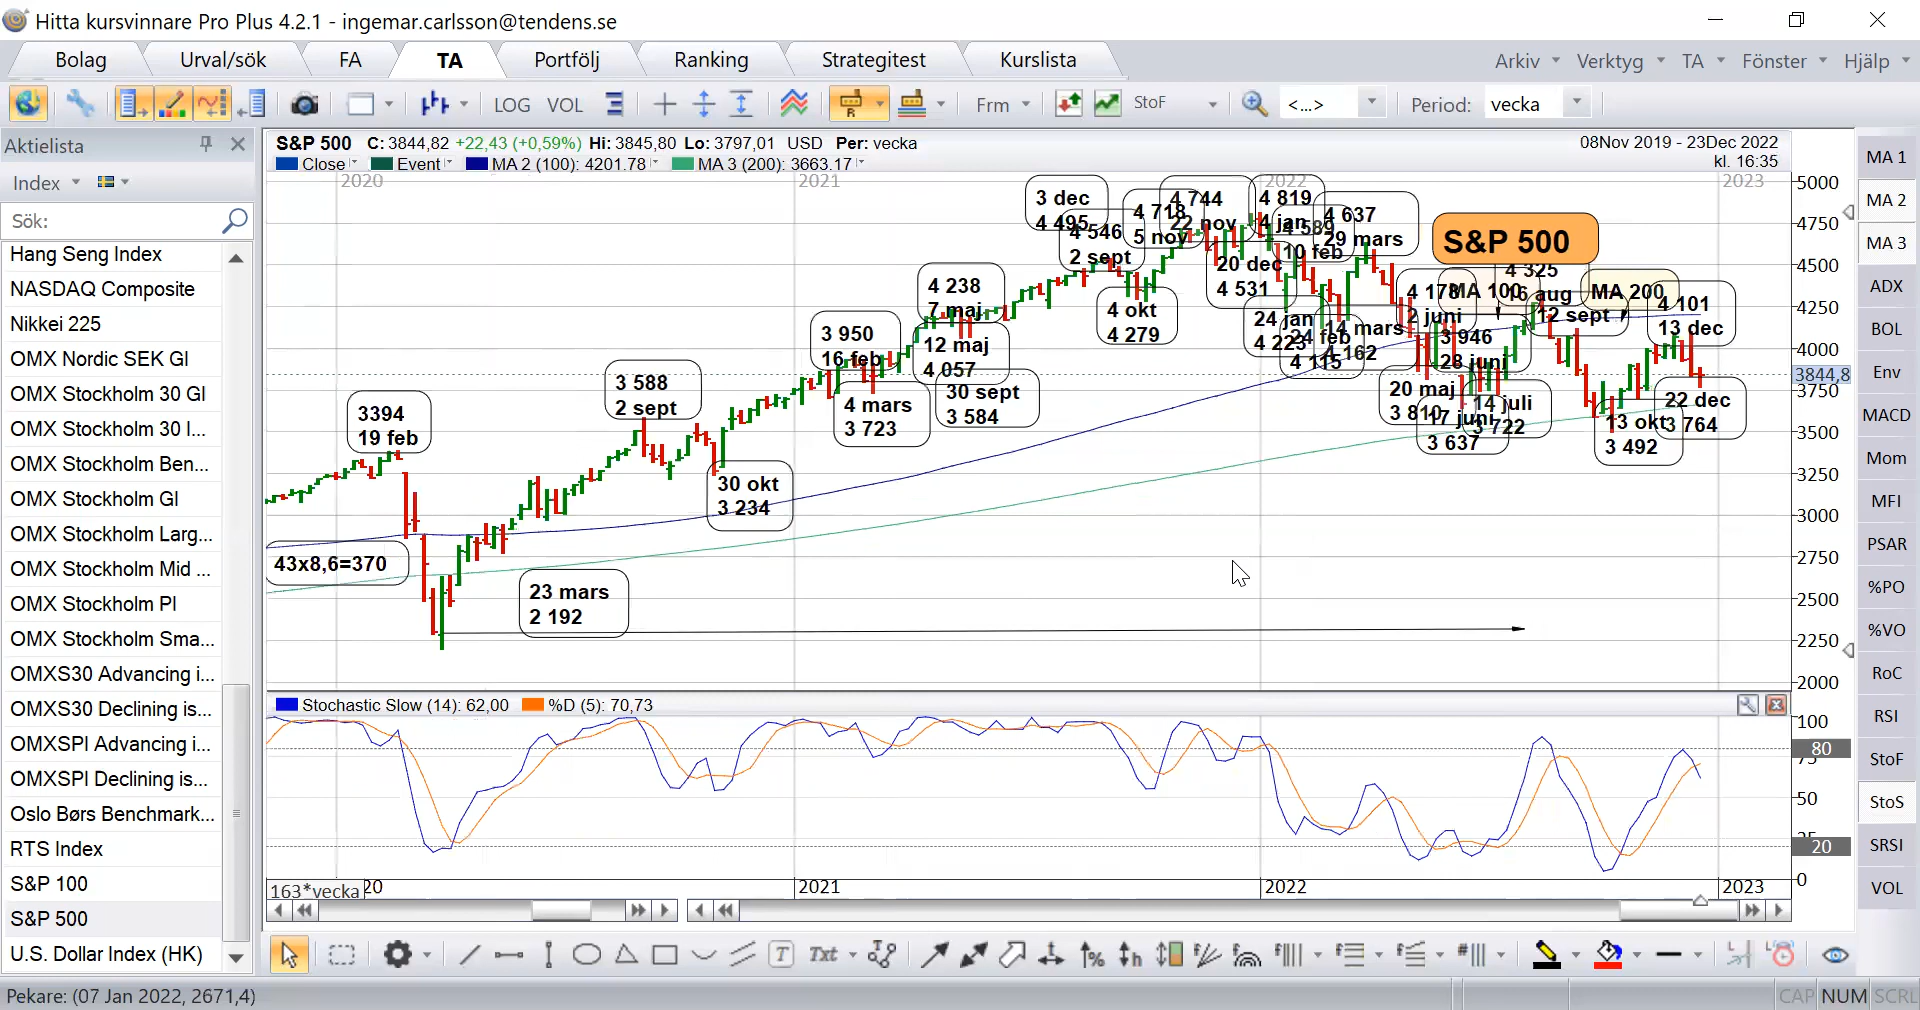 Hitta kursvinnare Pro Plus 4.2.1 - ingemar.carlsson@tendens.se
Bolag Urval/sök FA TA Portfölj Ranking Strategitest Kurslista
Arkiv Verktyg TA Fönster Hjälp
LOG VOL Frm StoF <...> Period: vecka
Aktielista
Index
Sök:
Hang Seng Index
NASDAQ Composite
Nikkei 225
OMX Nordic SEK GI
OMX Stockholm 30 GI
OMX Stockholm 30 I...
OMX Stockholm Ben...
OMX Stockholm GI
OMX Stockholm Larg...
OMX Stockholm Mid ...
OMX Stockholm PI
OMX Stockholm Sma...
OMXS30 Advancing i...
OMXS30 Declining is...
OMXSPI Advancing i...
OMXSPI Declining is...
Oslo Børs Benchmark...
RTS Index
S&P 100
S&P 500
U.S. Dollar Index (HK)
S&P 500 C: 3844,82 +22,43 (+0,59%) Hi: 3845,80 Lo: 3797,01 USD Per: vecka
08Nov 2019 - 23Dec 2022
kl. 16:35
Close Event MA 2 (100): 4201.78 MA 3 (200): 3663.17
2020 2021 2022 2023
3394
19 feb
43x8,6=370
23 mars
2 192
3 588
2 sept
30 okt
3 234
3 950
16 feb
4 mars
3 723
4 238
7 maj
12 maj
4 057
30 sept
3 584
3 dec
4 495
4 546
2 sept
4 718
5 nov
4 744
22 nov
4 okt
4 279
20 dec
4 531
4 819
4 jan
4 589
10 feb
4 637
29 mars
24 jan
4 223
24 feb
4 115
14 mars
4 162
S&P 500
4 178
2 juni
MA 100
4 325
16 aug
12 sept
MA 200
4 101
13 dec
3 946
28 juni
20 maj
3 810
17 juni
3 637
14 juli
3 722
13 okt
3 492
22 dec
3 764
5000
4750
4500
4250
4000
3844,8
3750
3500
3250
3000
2750
2500
2250
2000
Stochastic Slow (14): 62,00 %D (5): 70,73
100
80
75
50
25
20
0
163*vecka 20 2021 2022 2023
MA 1
MA 2
MA 3
ADX
BOL
Env
MACD
Mom
MFI
PSAR
%PO
%VO
RoC
RSI
StoF
StoS
SRSI
VOL
T Txt
Pekare: (07 Jan 2022, 2671,4)
CAP NUM SCRL